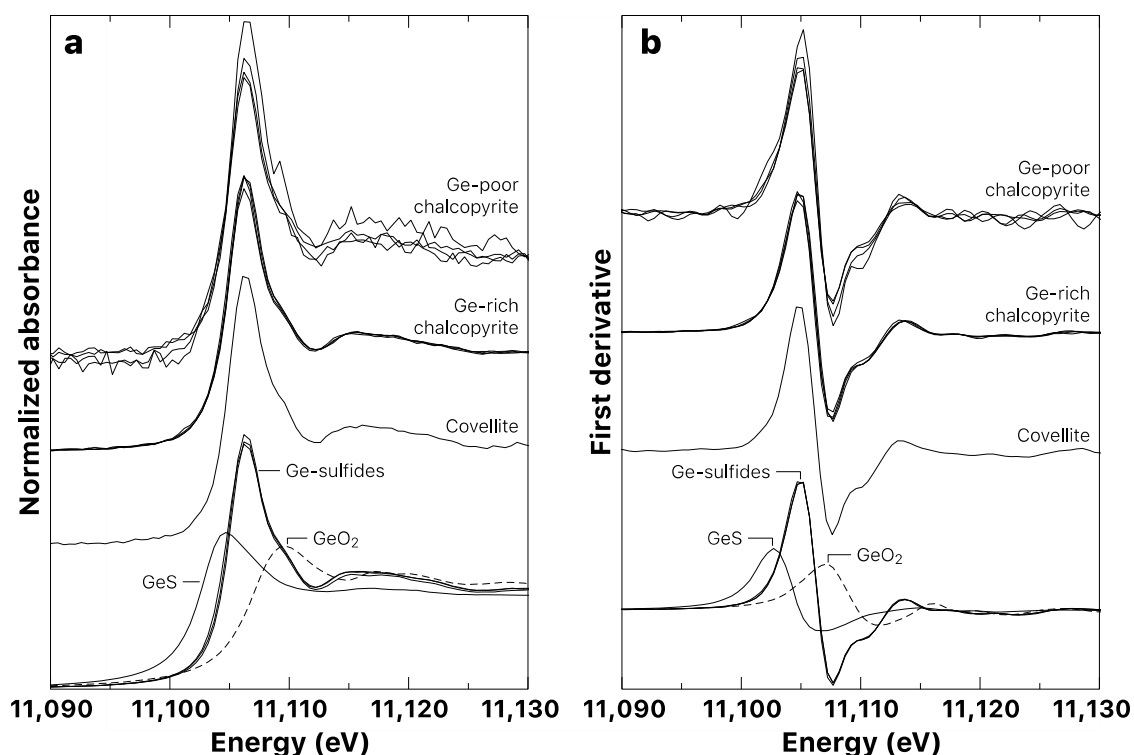 a
Normalized absorbance
Ge-poor
chalcopyrite
Ge-rich
chalcopyrite
Covellite
Ge-sulfides
GeO₂
GeS
11,090
11,100
11,110
11,120
11,130
Energy (eV)
b
First derivative
Ge-poor
chalcopyrite
Ge-rich
chalcopyrite
Covellite
Ge-sulfides
GeS
GeO₂
11,090
11,100
11,110
11,120
11,130
Energy (eV)